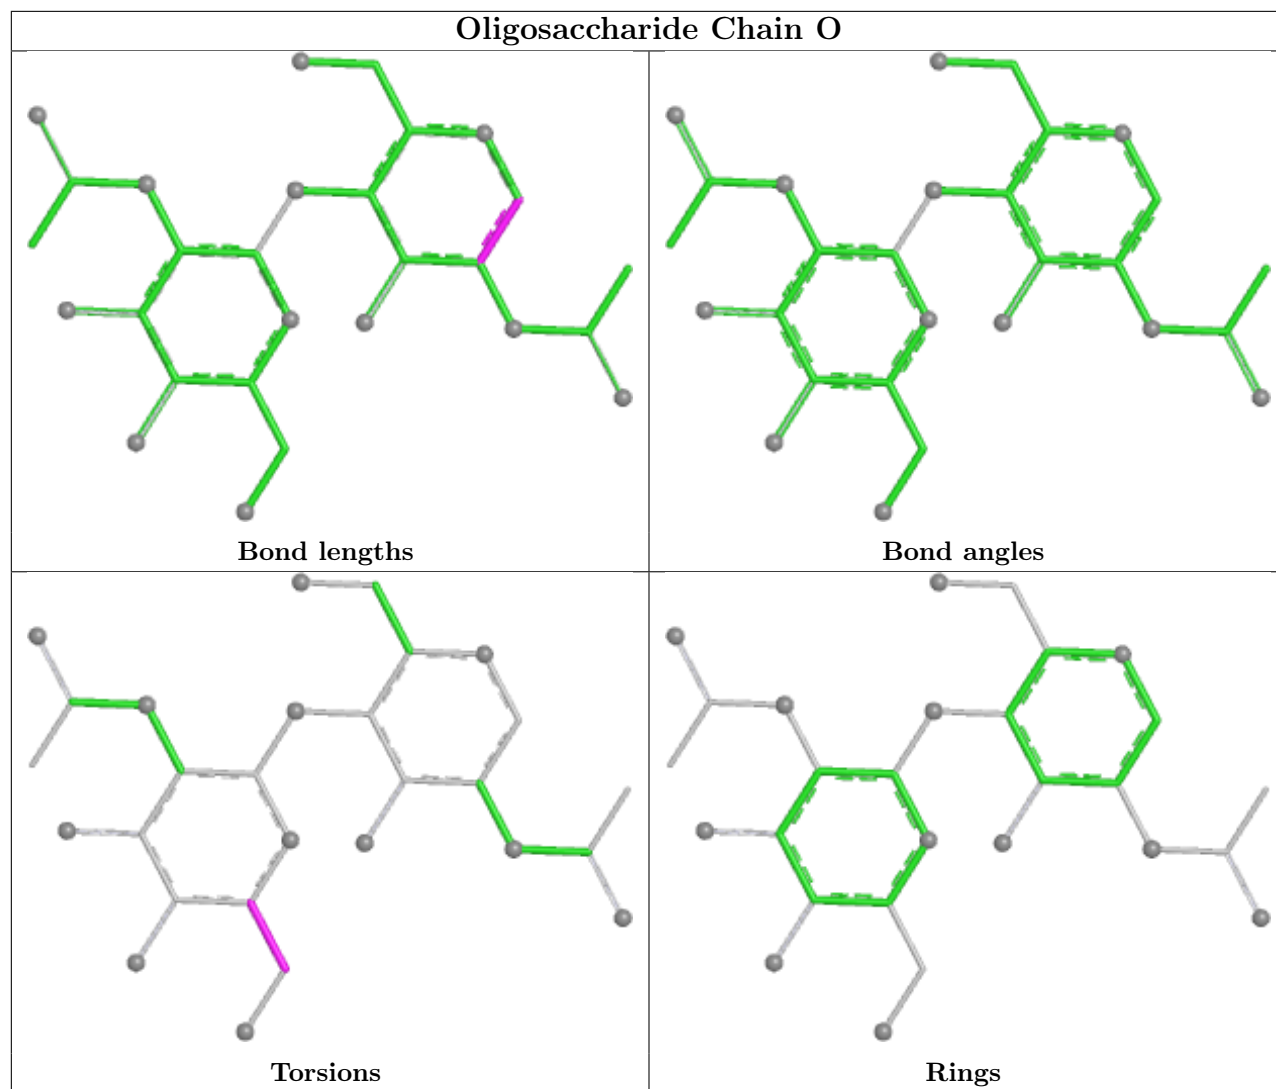 Oligosaccharide Chain O
Bond lengths
Bond angles
Torsions
Rings